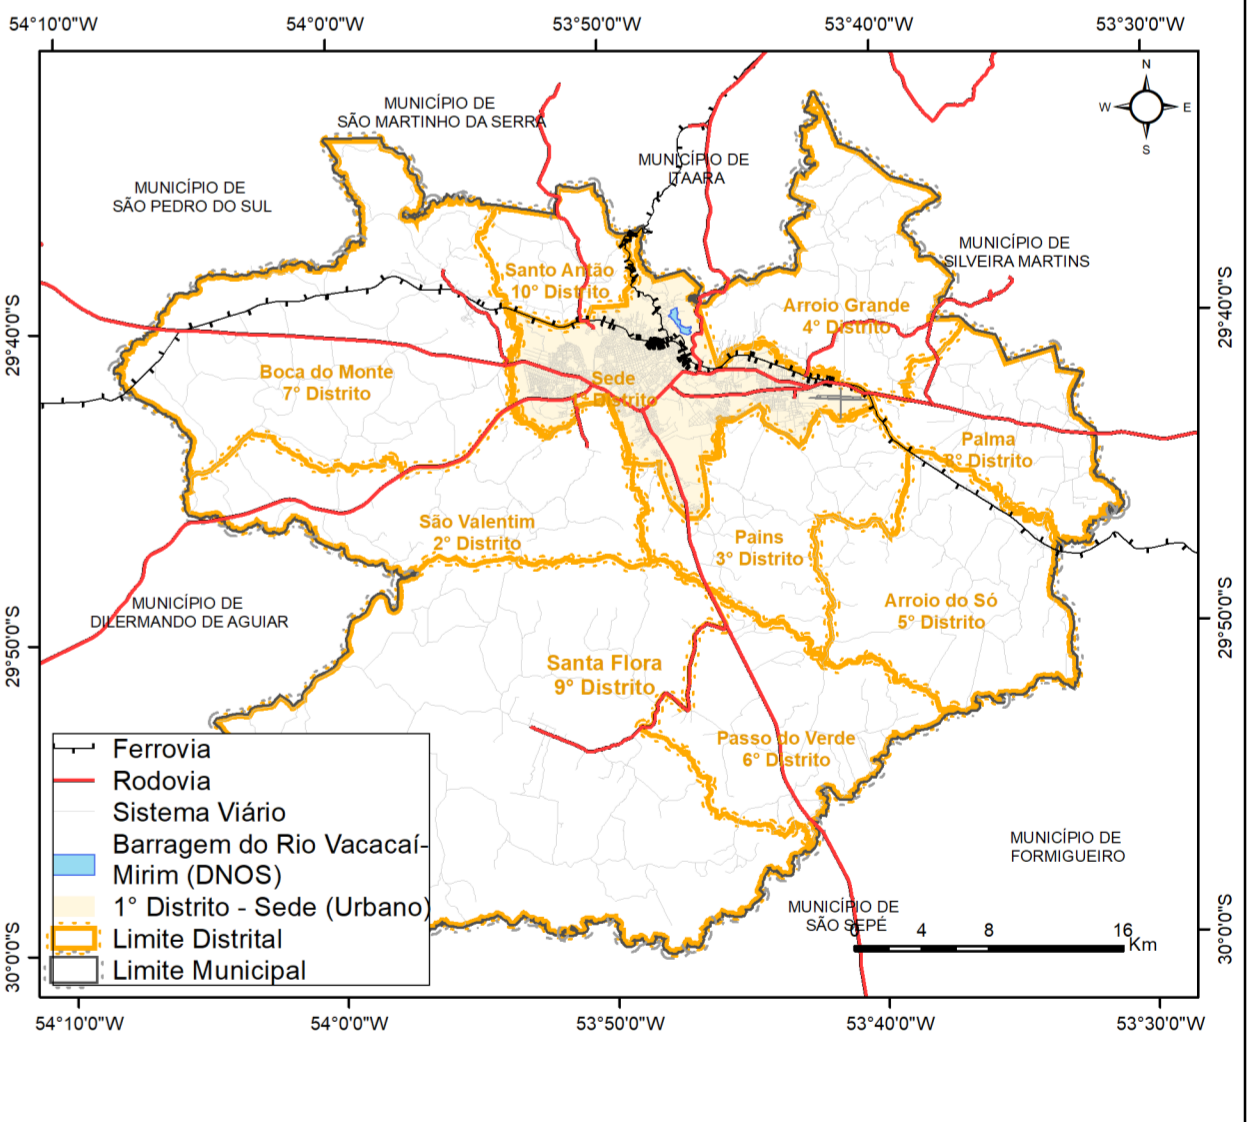 54°10'0"W 54°0'0"W 53°50'0"W 53°40'0"W 53°30'0"W
N
W E
S
MUNICÍPIO DE
SÃO MARTINHO DA SERRA
MUNICÍPIO DE
ITAARA
MUNICÍPIO DE
SÃO PEDRO DO SUL
MUNICÍPIO DE
SILVEIRA MARTINS
Santo Antão
10° Distrito
Arroio Grande
4° Distrito
29°40'0"S
29°40'0"S
Boca do Monte
7° Distrito
Sede
Distrito
Palma
8° Distrito
São Valentim
2° Distrito
Pains
3° Distrito
Arroio do Só
5° Distrito
MUNICÍPIO DE
DILERMANDO DE AGUIAR
29°50'0"S
29°50'0"S
Santa Flora
9° Distrito
Passo do Verde
6° Distrito
MUNICÍPIO DE
FORMIGUEIRO
MUNICÍPIO DE
SÃO SEPÉ
Ferrovia
Rodovia
Sistema Viário
Barragem do Rio Vacacaí-
Mirim (DNOS)
1° Distrito - Sede (Urbano)
Limite Distrital
Limite Municipal
4 8 16
Km
30°0'0"S
30°0'0"S
54°10'0"W 54°0'0"W 53°50'0"W 53°40'0"W 53°30'0"W